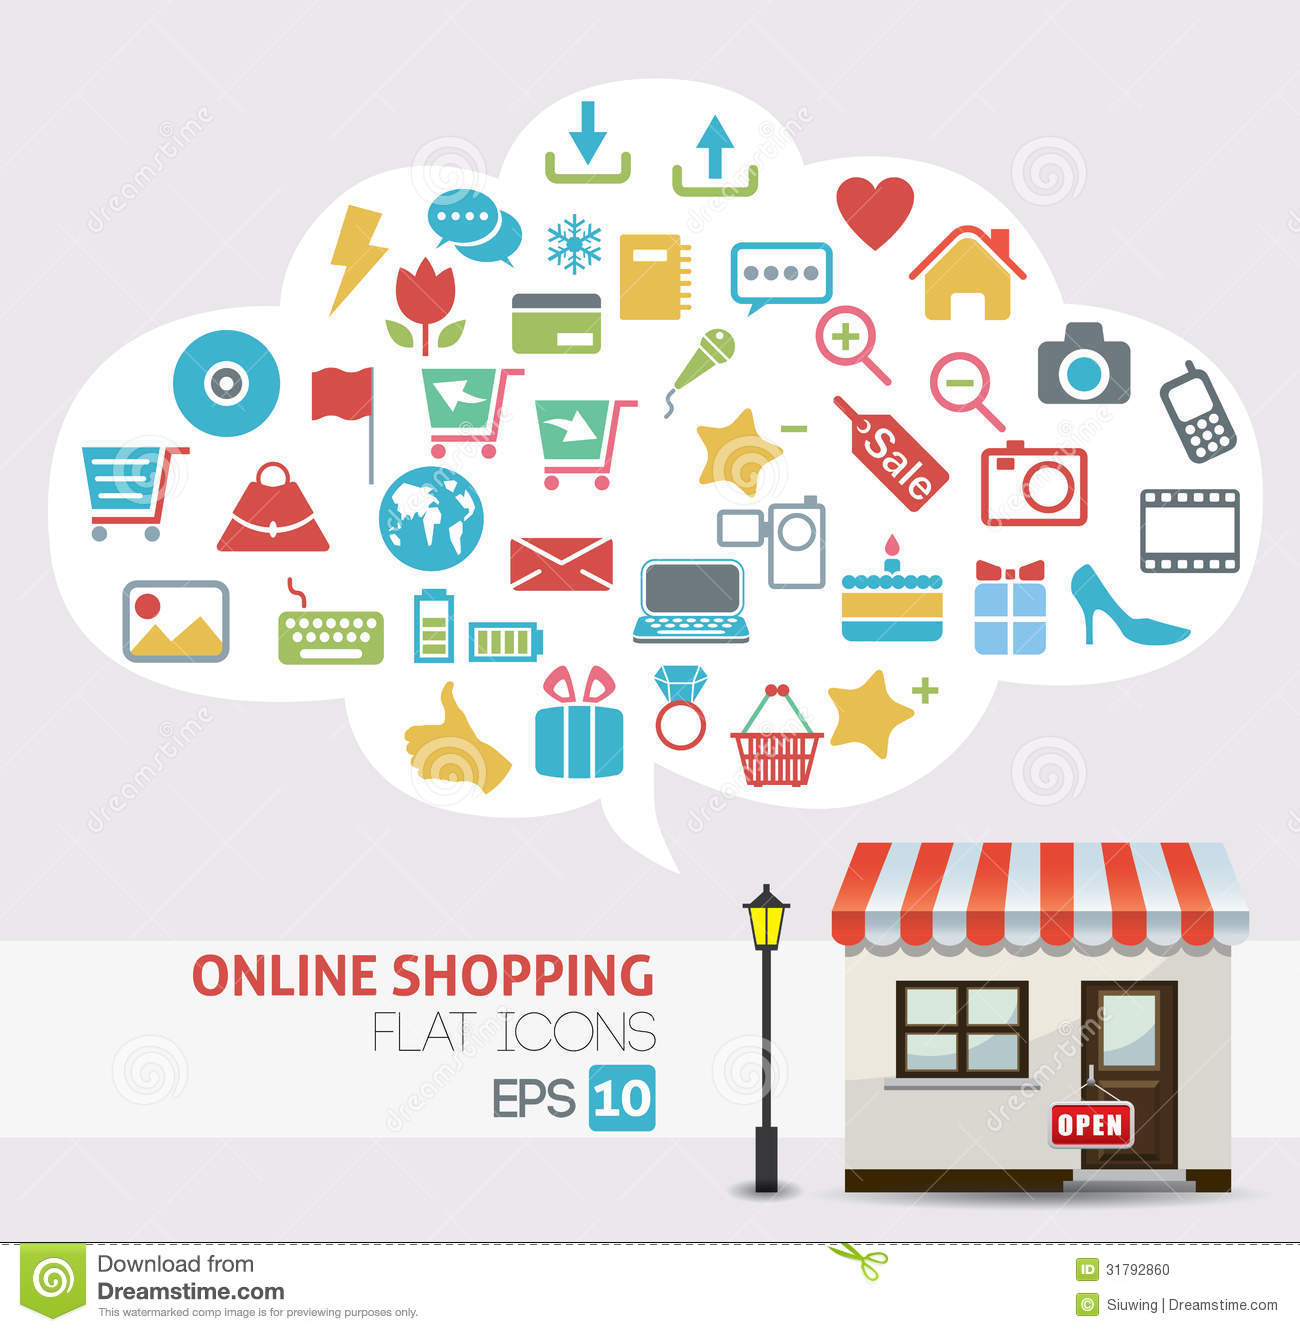 Sale
ONLINE SHOPPING
FLAT ICONS
EPS 10
OPEN
Download from
Dreamstime.com
This watermarked comp image is for previewing purposes only.
ID 31792860
© Siuwing | Dreamstime.com
dreamstime